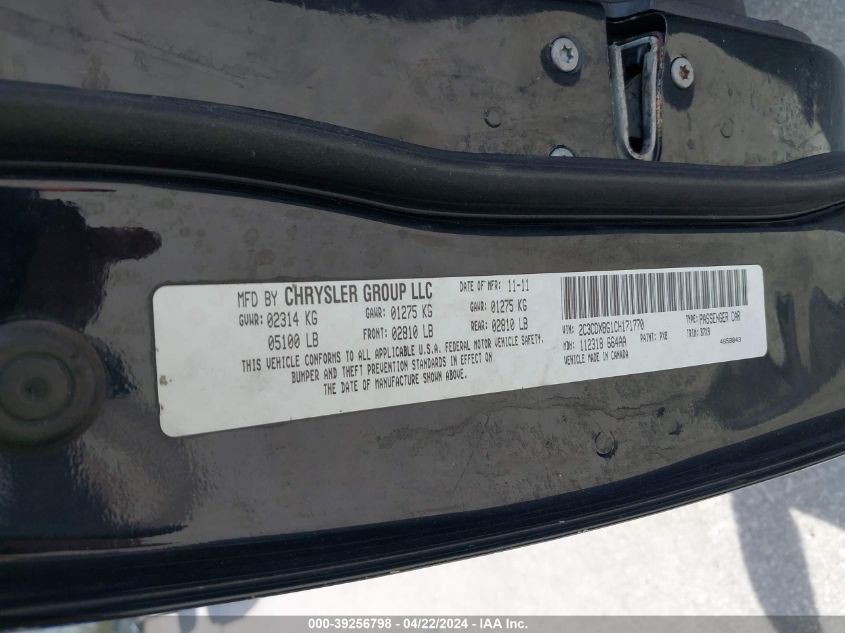 MFD BY CHRYSLER GROUP LLC DATE OF MFR: 11-11
GVWR: 02314 KG GAWR: 01275 KG GAWR: 01275 KG
05100 LB FRONT: 02810 LB REAR: 02810 LB
THIS VEHICLE CONFORMS TO ALL APPLICABLE U.S.A. FEDERAL MOTOR VEHICLE SAFETY,
BUMPER AND THEFT PREVENTION STANDARDS IN EFFECT ON
THE DATE OF MANUFACTURE SHOWN ABOVE.
VIN: 2C3CDXBG1CH171770 TYPE: PASSENGER CAR
MDH: 112318 664AA PAINT: PX8 TRIM:
VEHICLE MADE IN CANADA 4658843
000-39256798 - 04/22/2024 - IAA Inc.